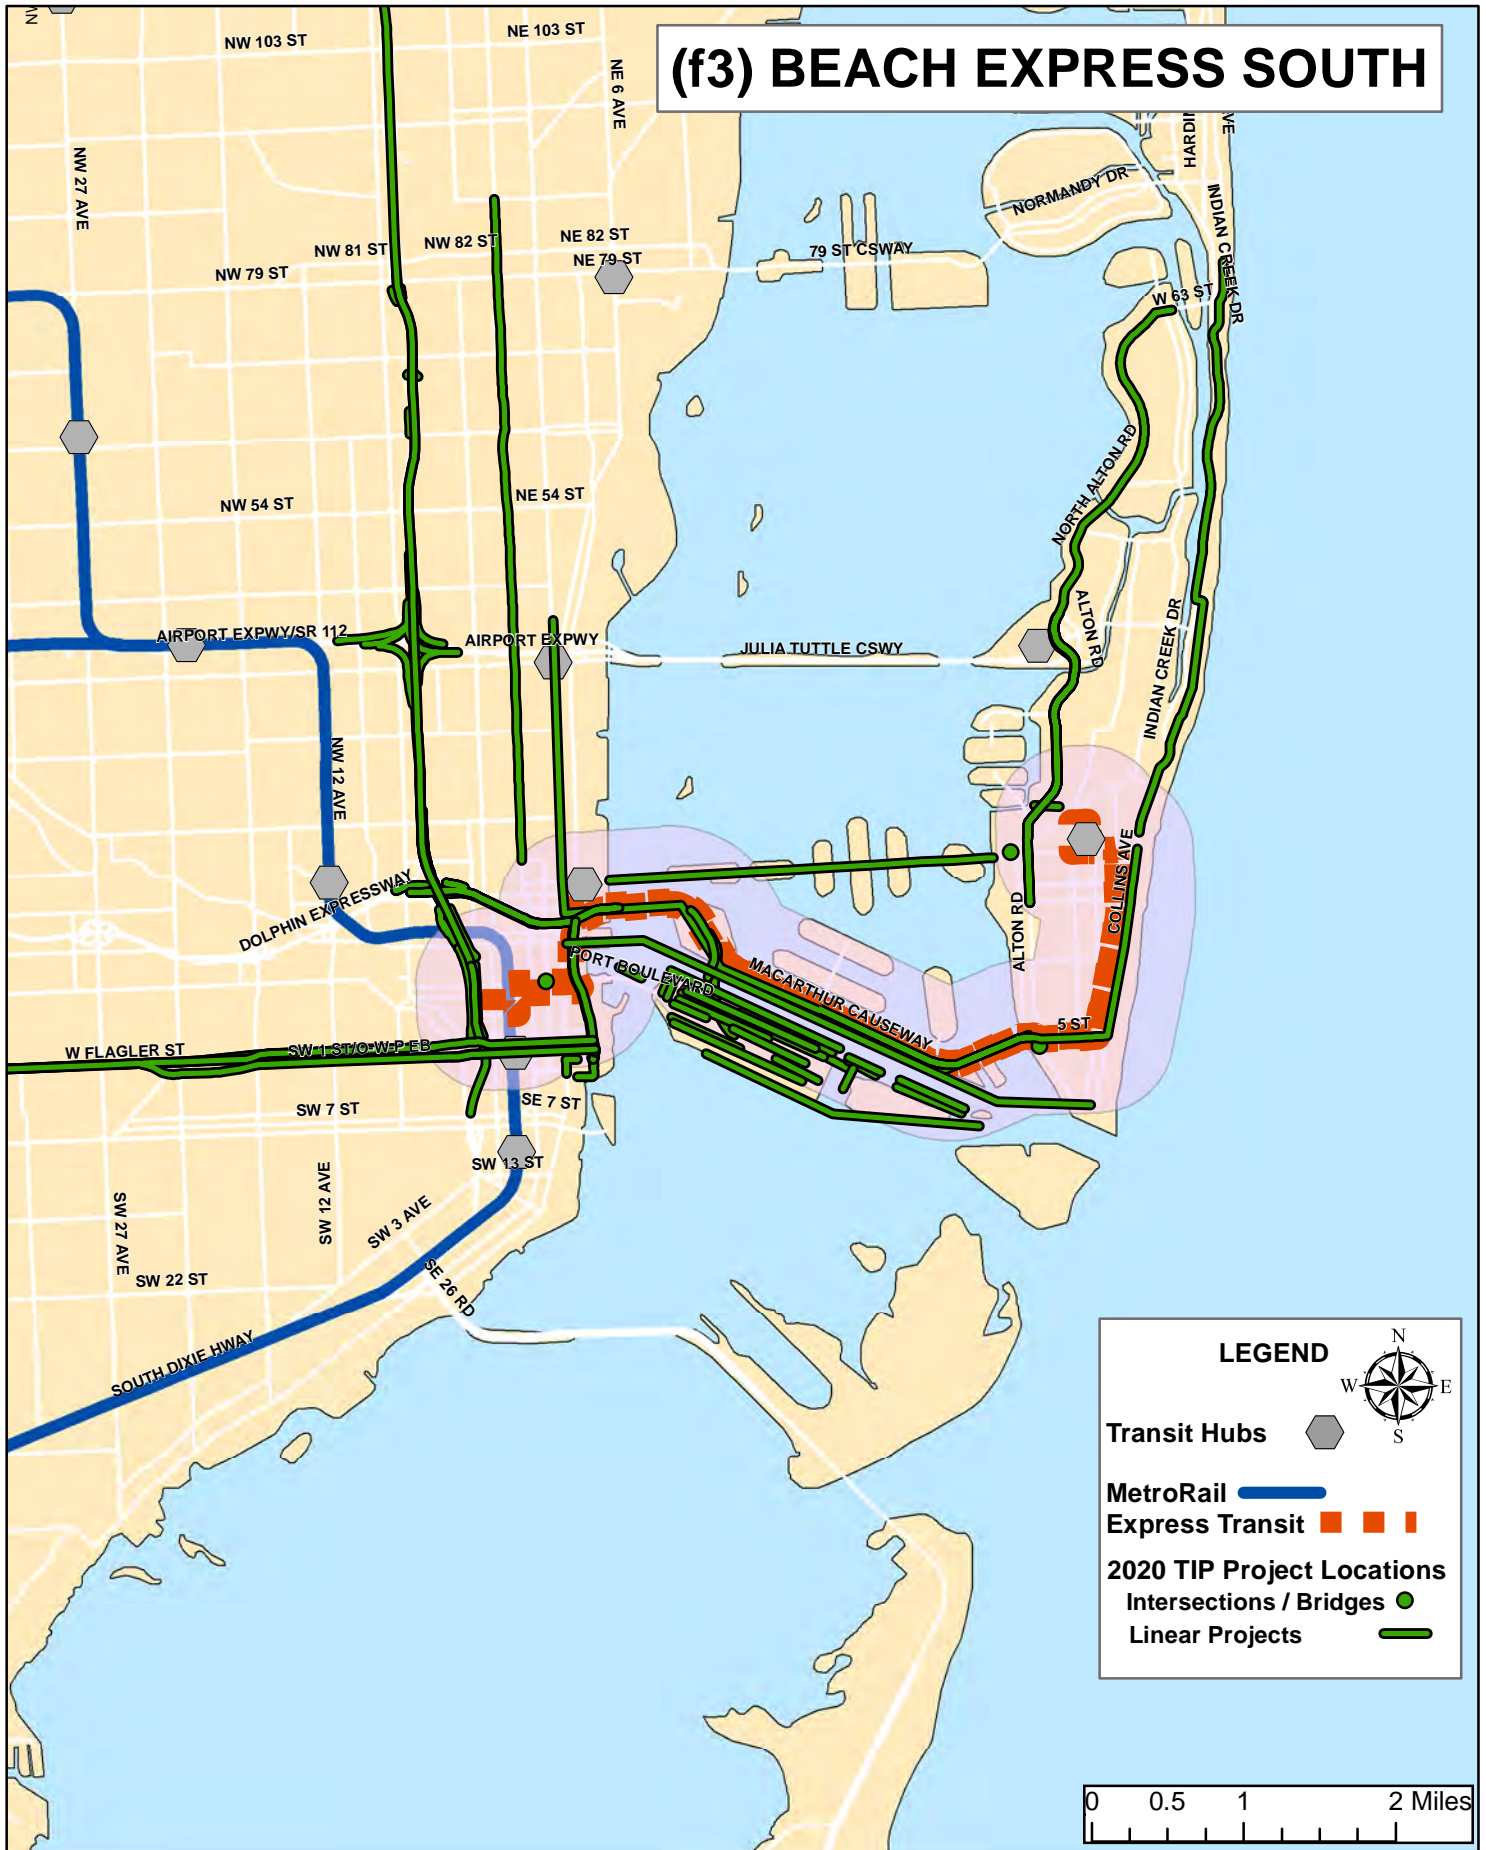 (f3) BEACH EXPRESS SOUTH
NW 103 ST
NE 103 ST
NE 6 AVE
NW 27 AVE
NORMANDY DR
INDIAN CREEK DR
NW 81 ST
NW 82 ST
NE 82 ST
NE 79 ST
NW 79 ST
79 ST CSWAY
W 63 ST
NORTH ALTON RD
NW 54 ST
NE 54 ST
AIRPORT EXPWY/SR 112
AIRPORT EXPWY
JULIA TUTTLE CSWY
ALTON RD
INDIAN CREEK DR
NW 12 AVE
DOLPHIN EXPRESSWAY
COLLINS AVE
ALTON RD
PORT BOULEVARD
MACARTHUR CAUSEWAY
5 ST
W FLAGLER ST
SW 1 ST/O-W-P EB
SW 7 ST
SE 7 ST
SW 13 ST
SW 12 AVE
SW 27 AVE
SW 3 AVE
SW 22 ST
SE 26 RD
SOUTH DIXIE HWAY
LEGEND
N
W
E
S
Transit Hubs
MetroRail
Express Transit
2020 TIP Project Locations
Intersections / Bridges
Linear Projects
0 0.5 1 2 Miles